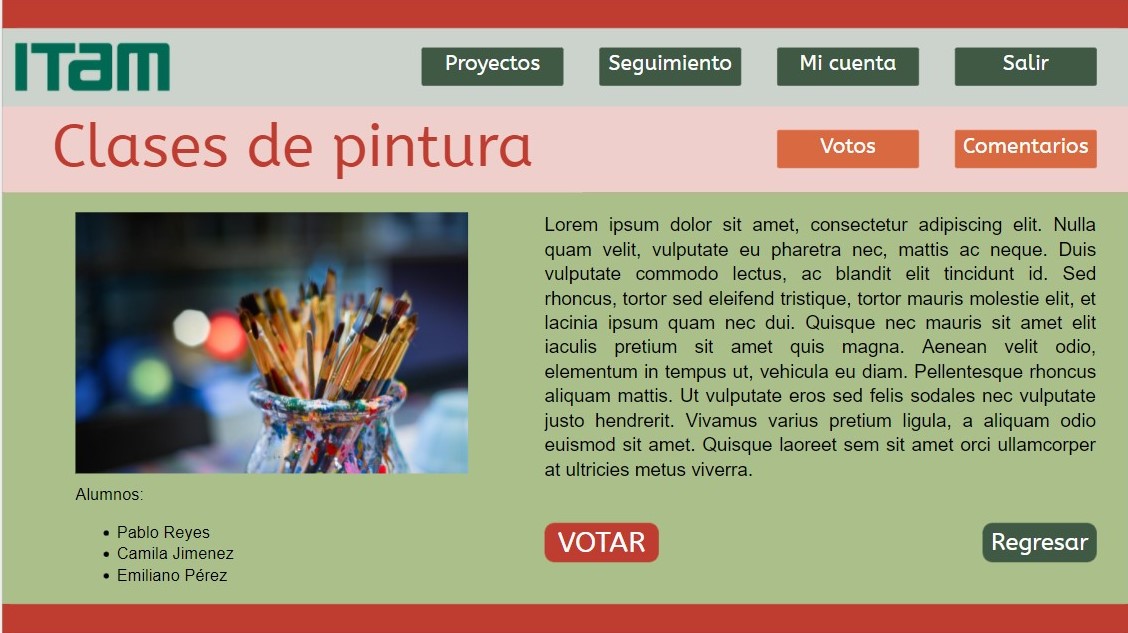 ITAM
Proyectos Seguimiento Mi cuenta Salir
Clases de pintura Votos Comentarios
Lorem ipsum dolor sit amet, consectetur adipiscing elit. Nulla
quam velit, vulputate eu pharetra nec, mattis ac neque. Duis
vulputate commodo lectus, ac blandit elit tincidunt id. Sed
rhoncus, tortor sed eleifend tristique, tortor mauris molestie elit, et
lacinia ipsum quam nec dui. Quisque nec mauris sit amet elit
iaculis pretium sit amet quis magna. Aenean velit odio,
elementum in tempus ut, vehicula eu diam. Pellentesque rhoncus
aliquam mattis. Ut vulputate eros sed felis sodales nec vulputate
justo hendrerit. Vivamus varius pretium ligula, a aliquam odio
euismod sit amet. Quisque laoreet sem sit amet orci ullamcorper
at ultricies metus viverra.
Alumnos:
• Pablo Reyes
• Camila Jimenez
• Emiliano Pérez
VOTAR Regresar